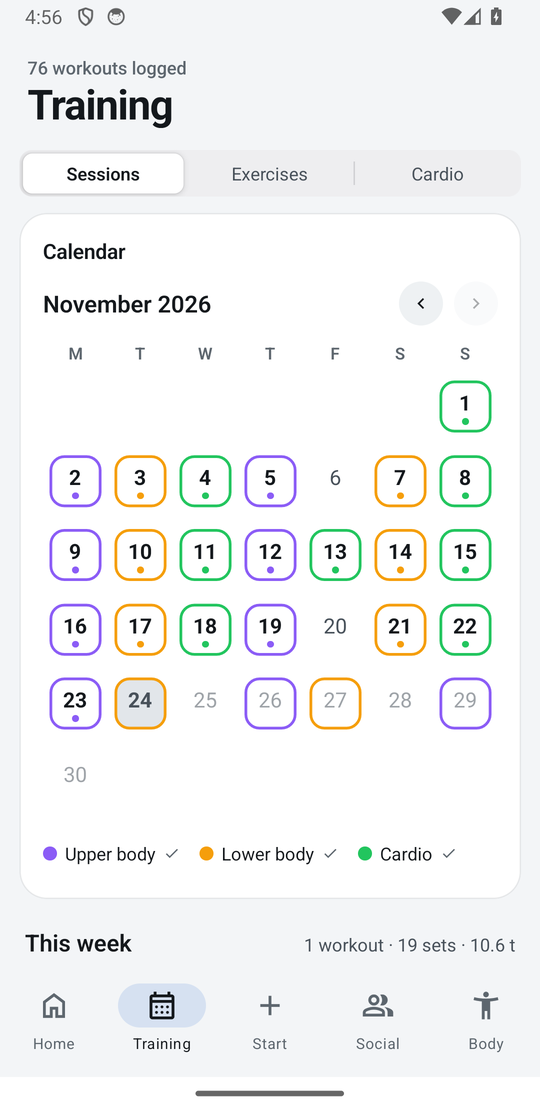 4:56
76 workouts logged
Training
Sessions Exercises Cardio
Calendar
November 2026
M T W T F S S
1
2 3 4 5 6 7 8
9 10 11 12 13 14 15
16 17 18 19 20 21 22
23 24 25 26 27 28 29
30
Upper body Lower body Cardio
This week 1 workout · 19 sets · 10.6 t
Home Training Start Social Body